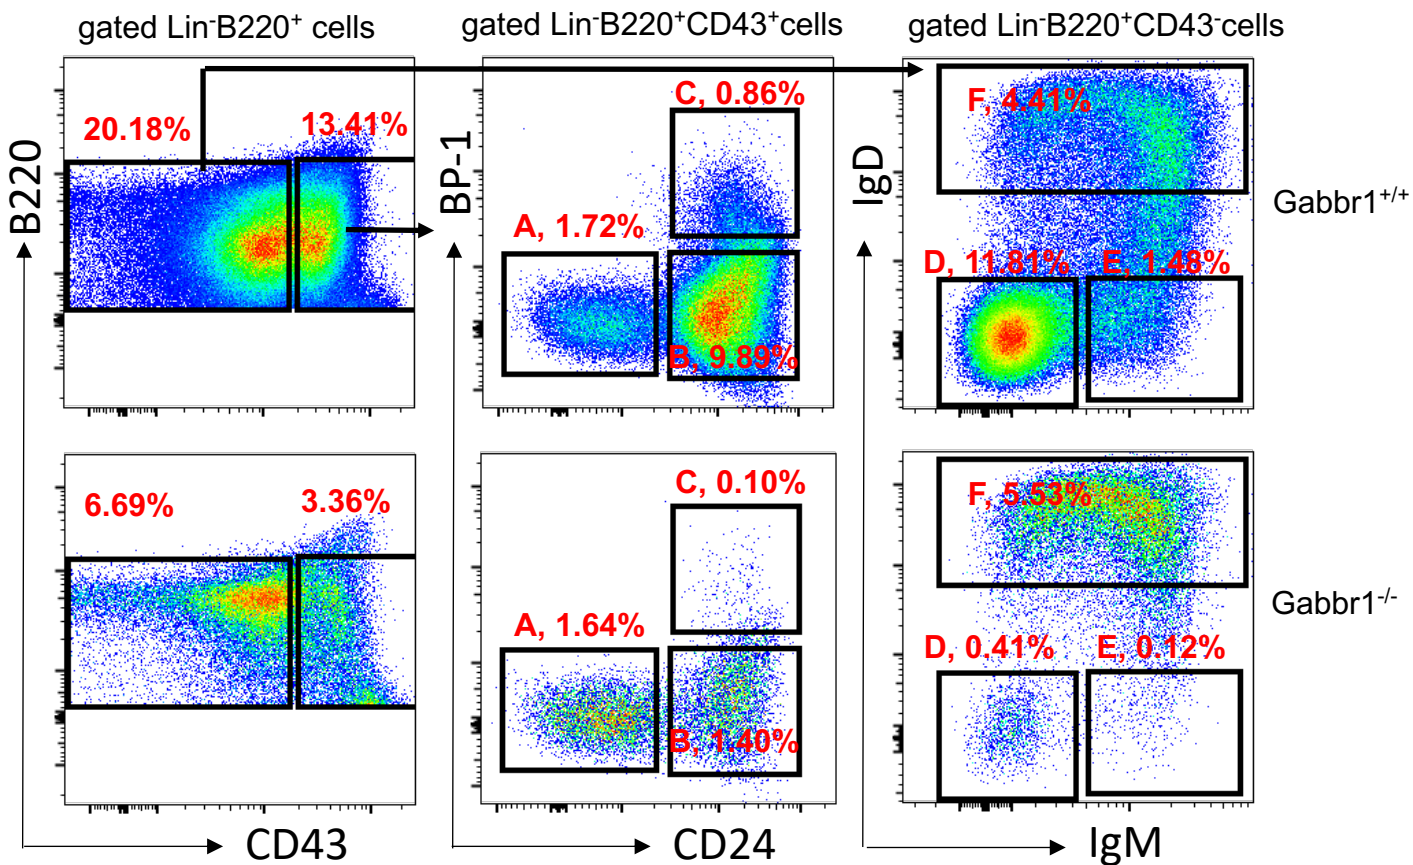 gated Lin⁻B220⁺ cells
gated Lin⁻B220⁺CD43⁺cells
gated Lin⁻B220⁺CD43⁻cells
B220
20.18%
13.41%
BP-1
C, 0.86%
A, 1.72%
B, 9.89%
IgD
F, 4.41%
D, 11.81%
E, 1.48%
Gabbr1⁺/⁺
6.69%
3.36%
C, 0.10%
A, 1.64%
B, 1.40%
F, 5.53%
D, 0.41%
E, 0.12%
Gabbr1⁻/⁻
CD43
CD24
IgM